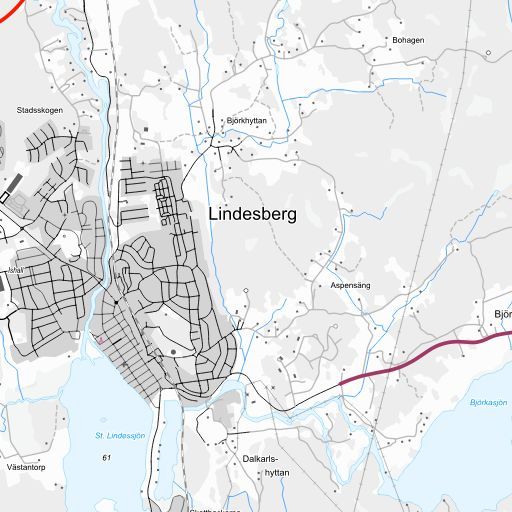 Bohagen
Stadsskogen
Björkhyttan
Lindesberg
Ishall
Aspensäng
Björ
Björkasjön
St. Lindessjön
61
Västantorp
Dalkarls-
hyttan